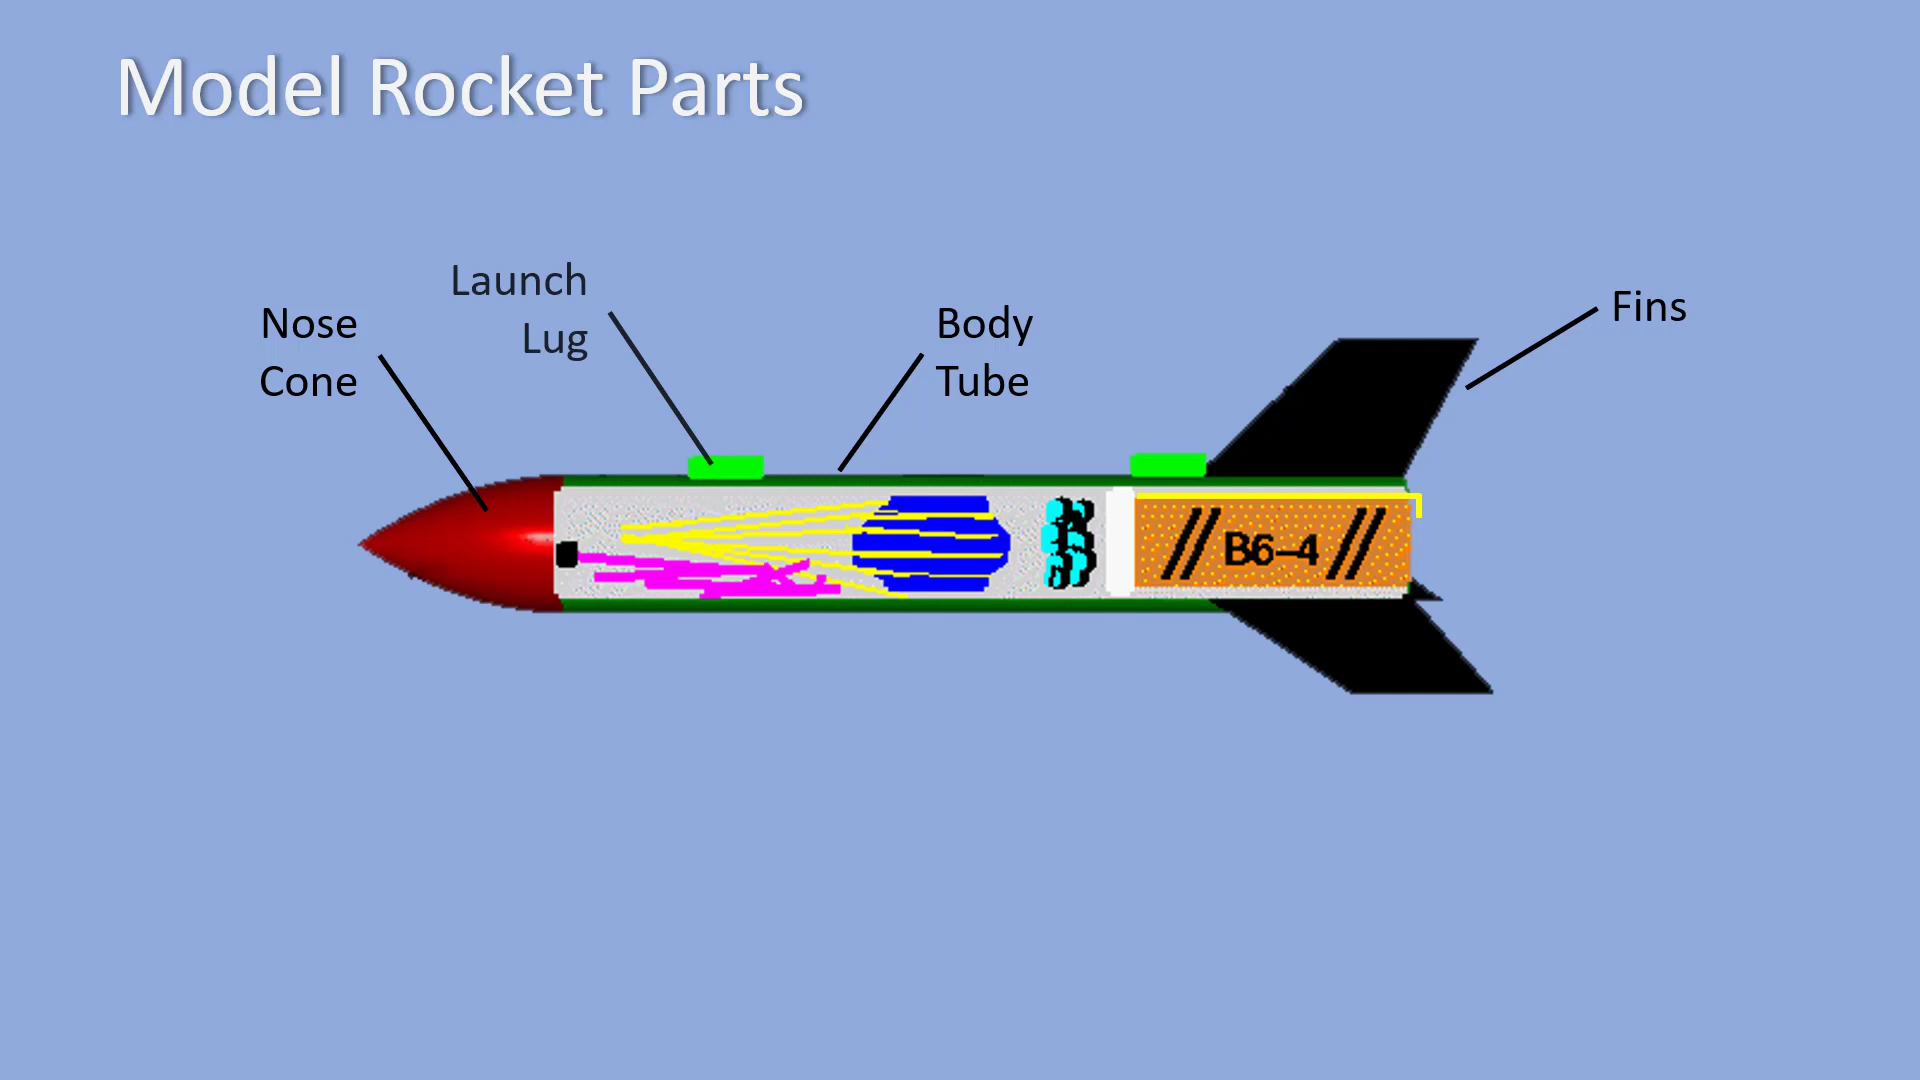 Model Rocket Parts
Launch
Lug
Nose
Cone
Body
Tube
Fins
B6–4